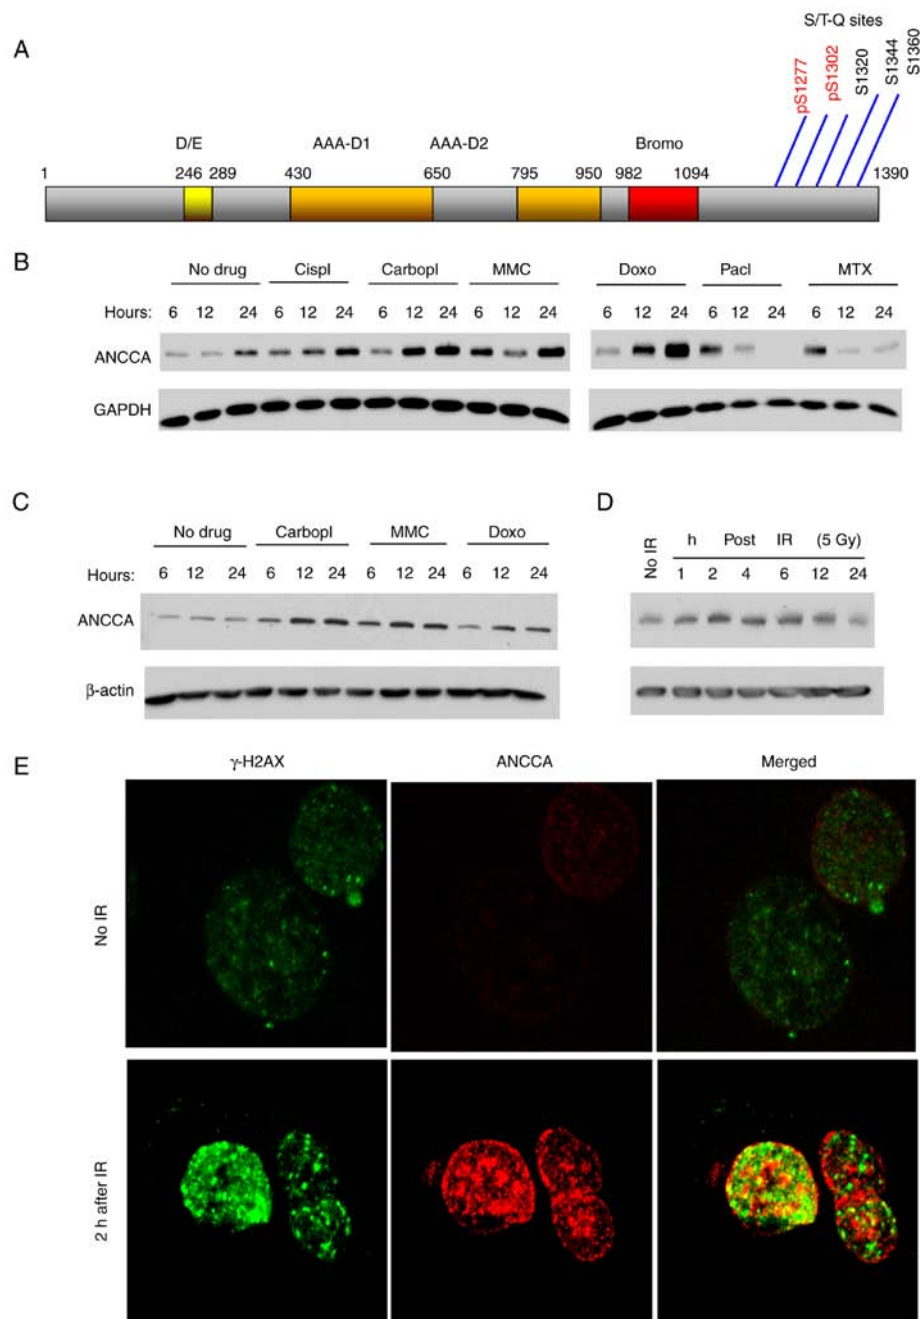 A
S/T-Q sites
pS1277 pS1302 S1320 S1344 S1360
D/E AAA-D1 AAA-D2 Bromo
1 246 289 430 650 795 950 982 1094 1390
B
No drug Cispl Carbopl MMC Doxo Pacl MTX
Hours: 6 12 24 6 12 24 6 12 24 6 12 24 6 12 24 6 12 24 6 12 24
ANCCA
GAPDH
C
No drug Carbopl MMC Doxo
Hours: 6 12 24 6 12 24 6 12 24 6 12 24
ANCCA
β-actin
D
No IR h Post IR (5 Gy)
1 2 4 6 12 24
E
γ-H2AX ANCCA Merged
No IR
2 h after IR